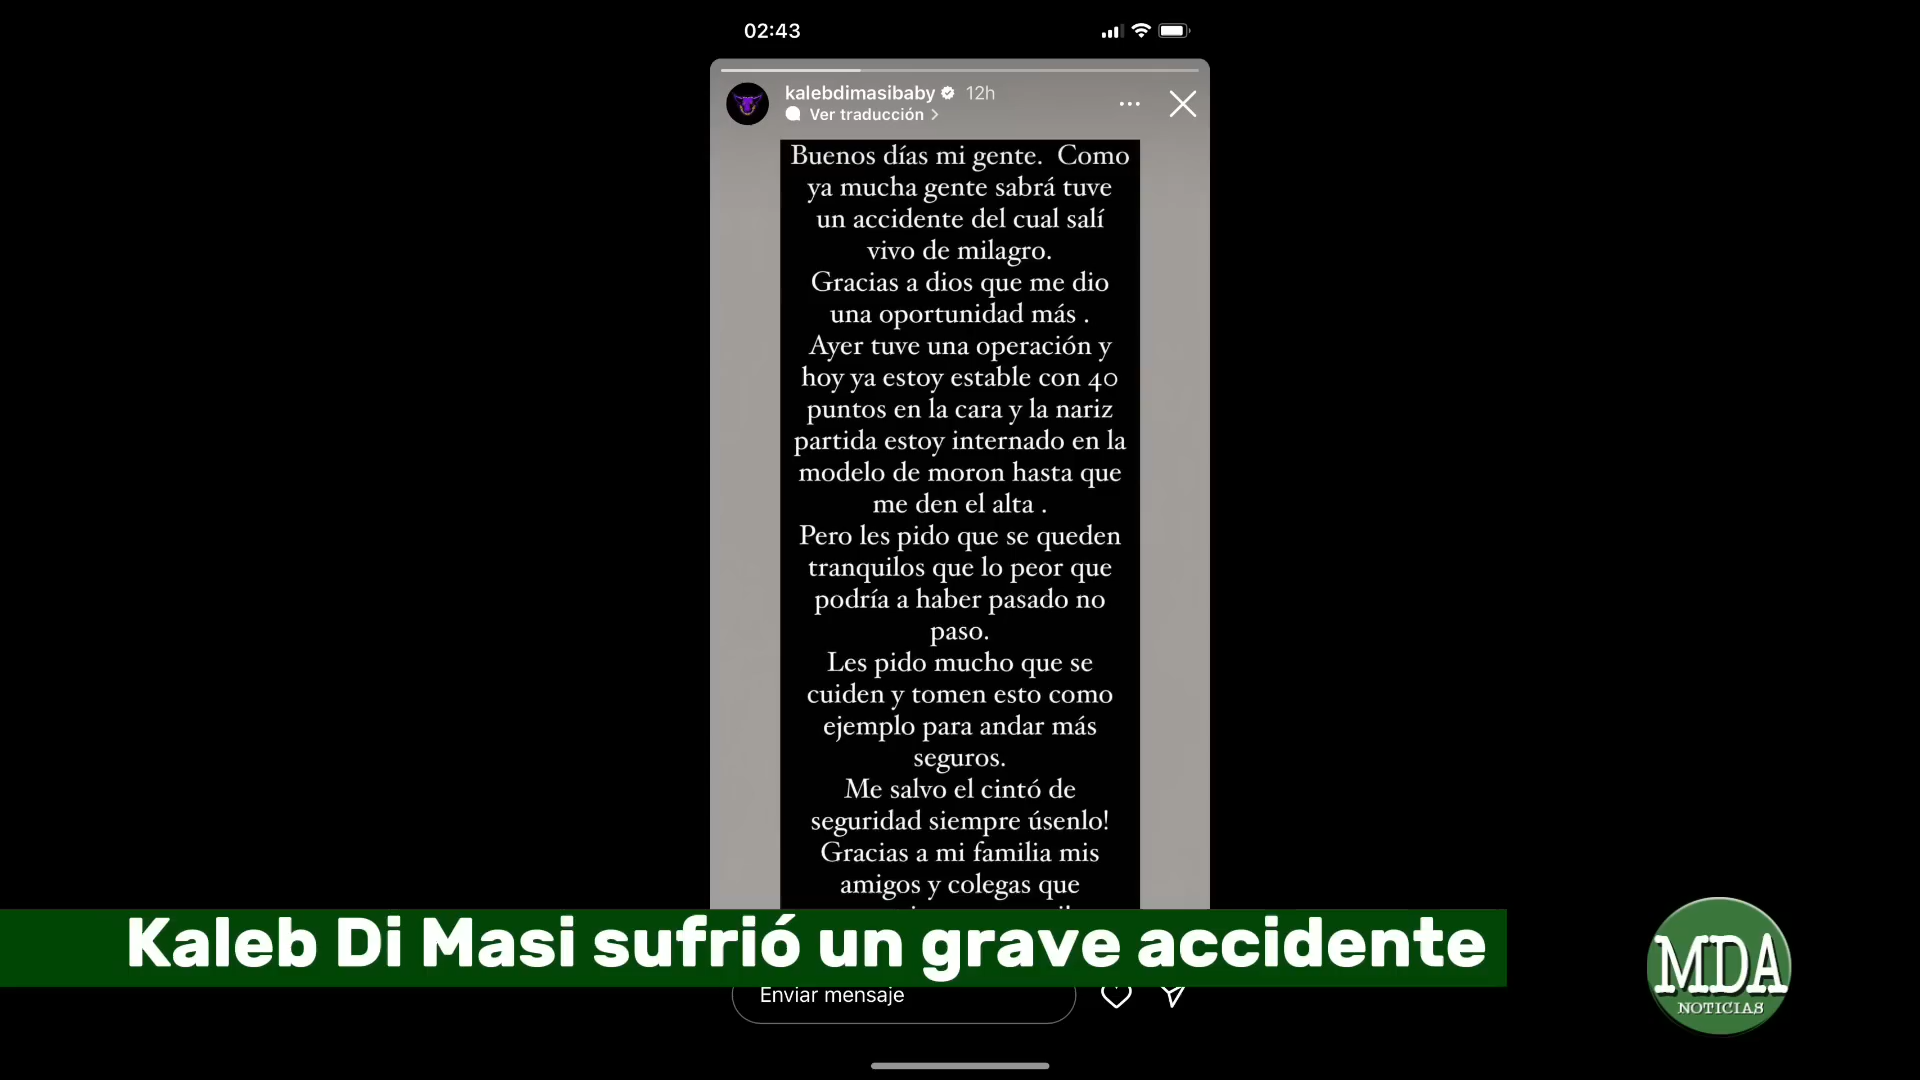 02:43
kalebdimasibaby 12h
Ver traducción
Buenos días mi gente. Como
ya mucha gente sabrá tuve
un accidente del cual salí
vivo de milagro.
Gracias a dios que me dio
una oportunidad más .
Ayer tuve una operación y
hoy ya estoy estable con 40
puntos en la cara y la nariz
partida estoy internado en la
modelo de moron hasta que
me den el alta .
Pero les pido que se queden
tranquilos que lo peor que
podría a haber pasado no
paso.
Les pido mucho que se
cuiden y tomen esto como
ejemplo para andar más
seguros.
Me salvo el cintó de
seguridad siempre úsenlo!
Gracias a mi familia mis
amigos y colegas que
Kaleb Di Masi sufrió un grave accidente
Enviar mensaje
MDA
NOTICIAS